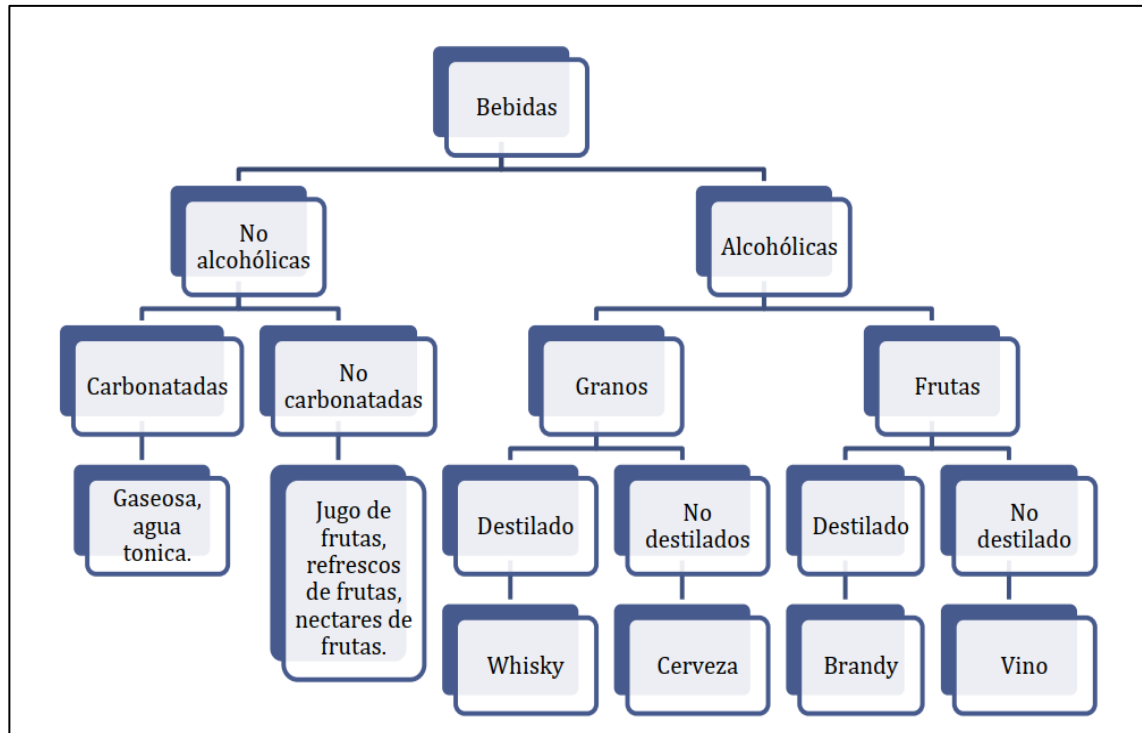 Bebidas
No
alcohólicas
Alcohólicas
Carbonatadas
No
carbonatadas
Granos
Frutas
Gaseosa,
agua
tonica.
Jugo de
frutas,
refrescos
de frutas,
nectares de
frutas.
Destilado
No
destilados
Destilado
No
destilado
Whisky
Cerveza
Brandy
Vino